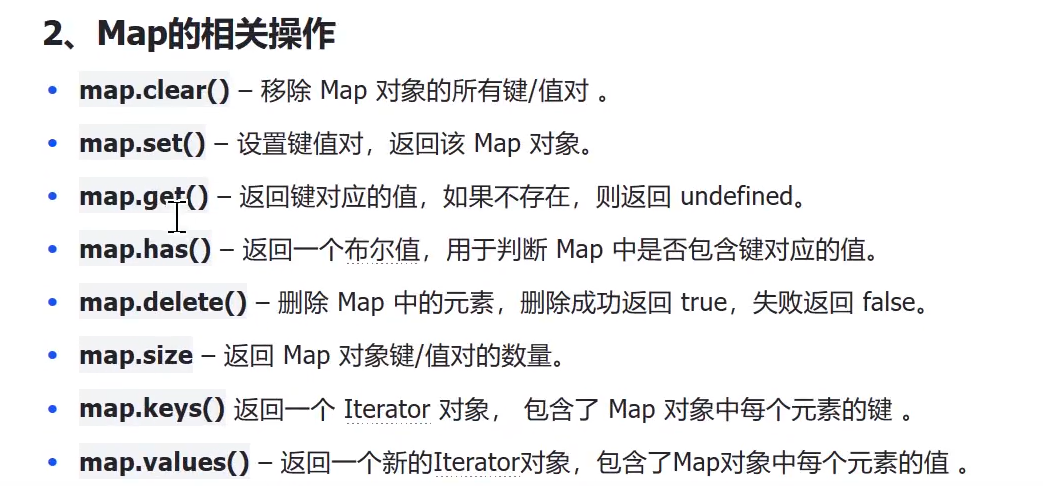 2、Map的相关操作
• map.clear() – 移除 Map 对象的所有键/值对 。
• map.set() – 设置键值对，返回该 Map 对象。
• map.get() – 返回键对应的值，如果不存在，则返回 undefined。
• map.has() – 返回一个布尔值，用于判断 Map 中是否包含键对应的值。
• map.delete() – 删除 Map 中的元素，删除成功返回 true，失败返回 false。
• map.size – 返回 Map 对象键/值对的数量。
• map.keys() 返回一个 Iterator 对象， 包含了 Map 对象中每个元素的键 。
• map.values() – 返回一个新的Iterator对象，包含了Map对象中每个元素的值 。